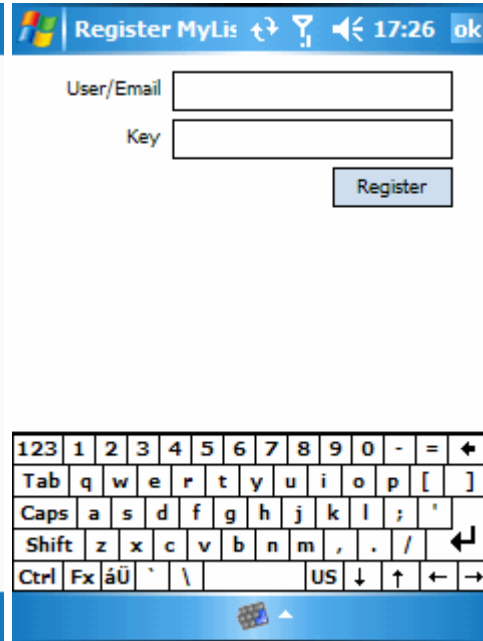 Register MyLis 17:26 ok
User/Email
Key
Register
123 1 2 3 4 5 6 7 8 9 0 - =
Tab q w e r t y u i o p [ ]
Caps a s d f g h j k l ; '
Shift z x c v b n m , . /
Ctrl Fx áÜ ` \ US ↓ ↑ ← →